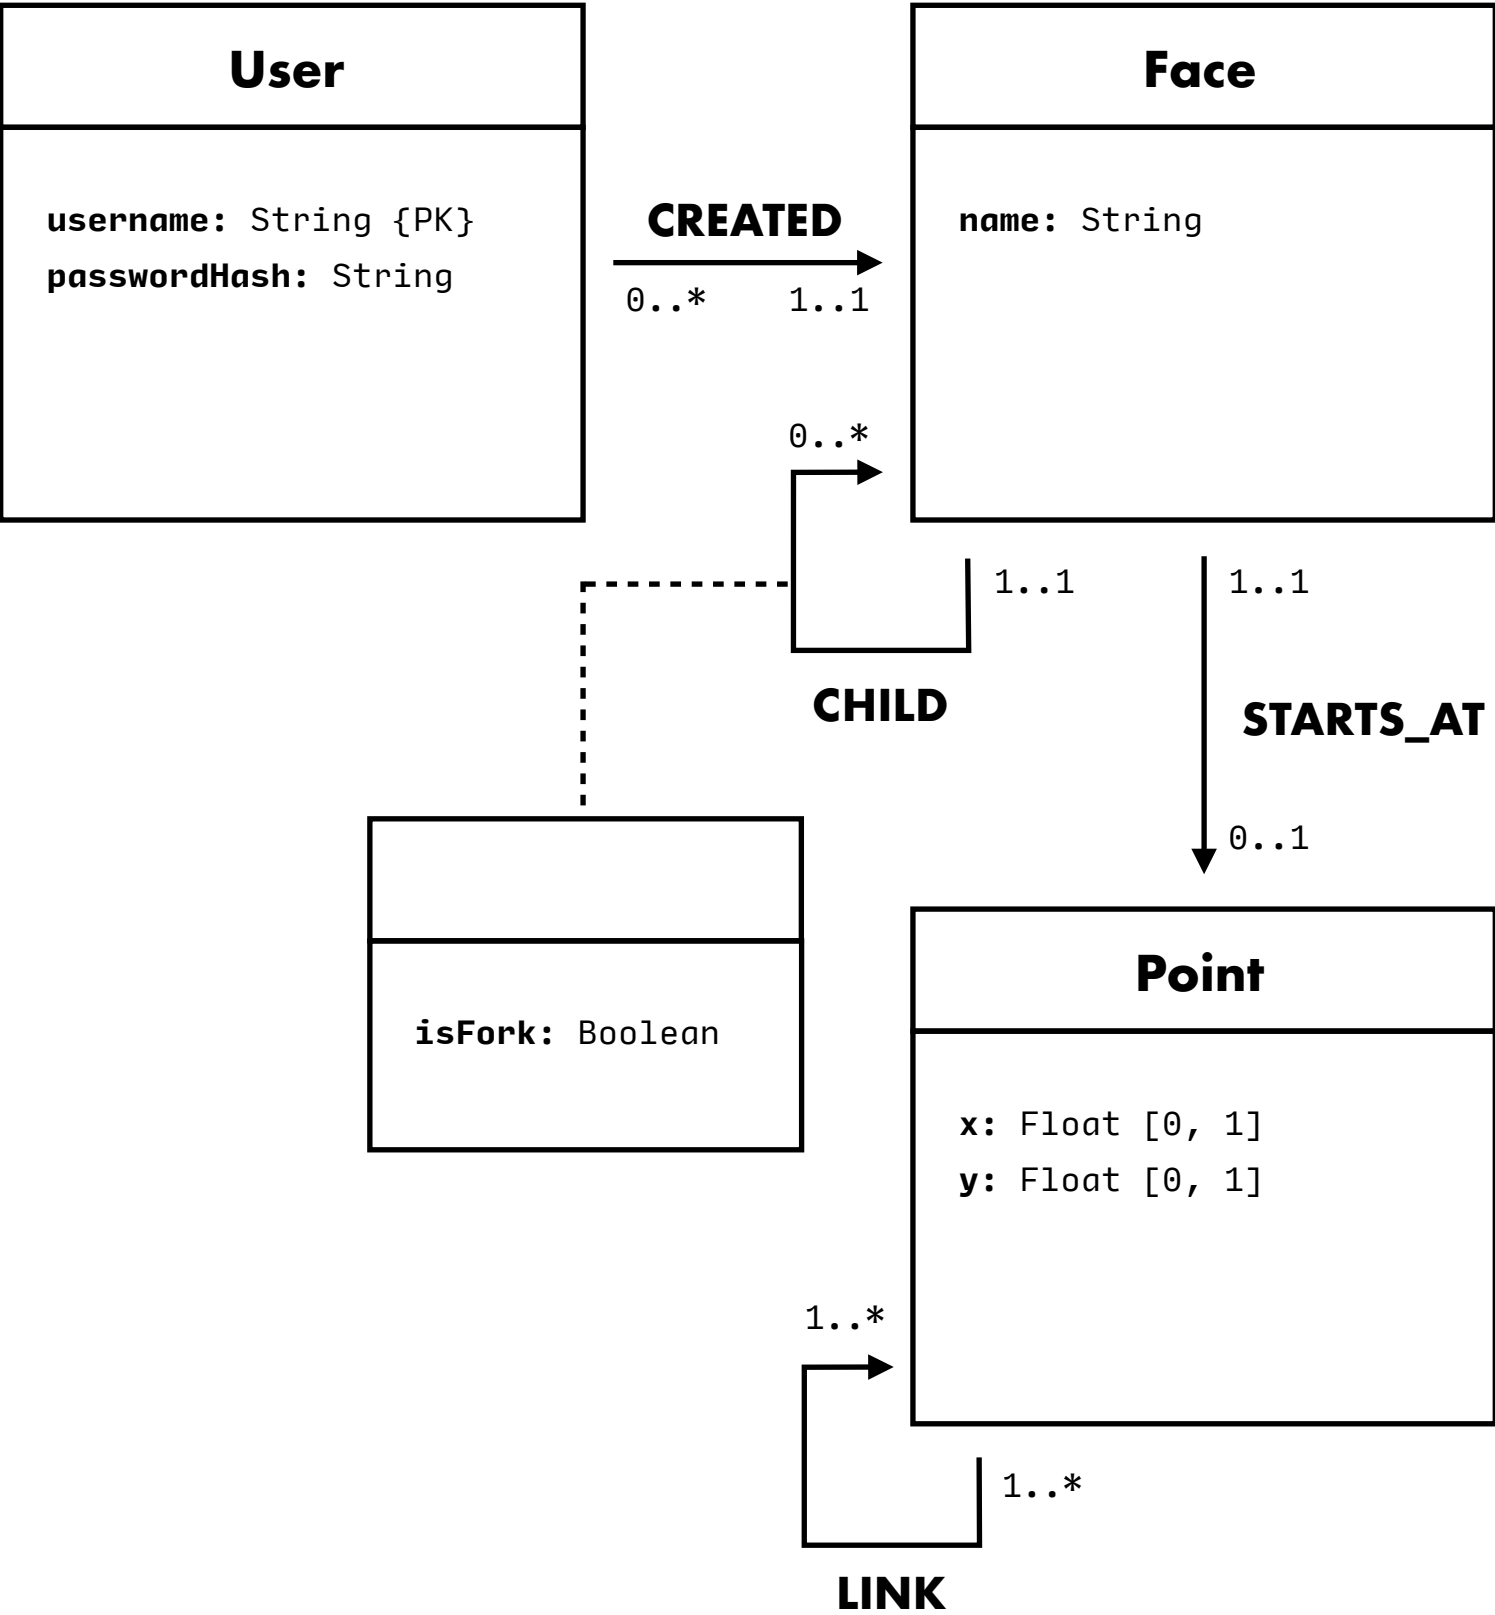 User
username: String {PK}
passwordHash: String
CREATED
0..* 1..1
Face
name: String
0..*
1..1
CHILD
1..1
STARTS_AT
0..1
isFork: Boolean
Point
x: Float [0, 1]
y: Float [0, 1]
1..*
1..*
LINK